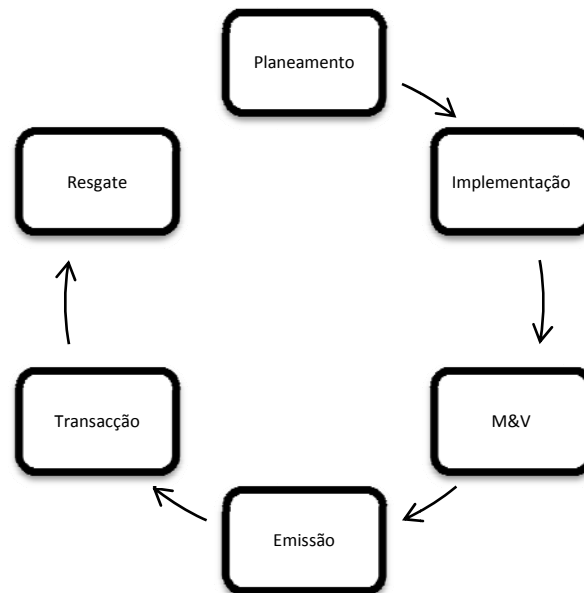 Planeamento
Implementação
M&V
Emissão
Transacção
Resgate